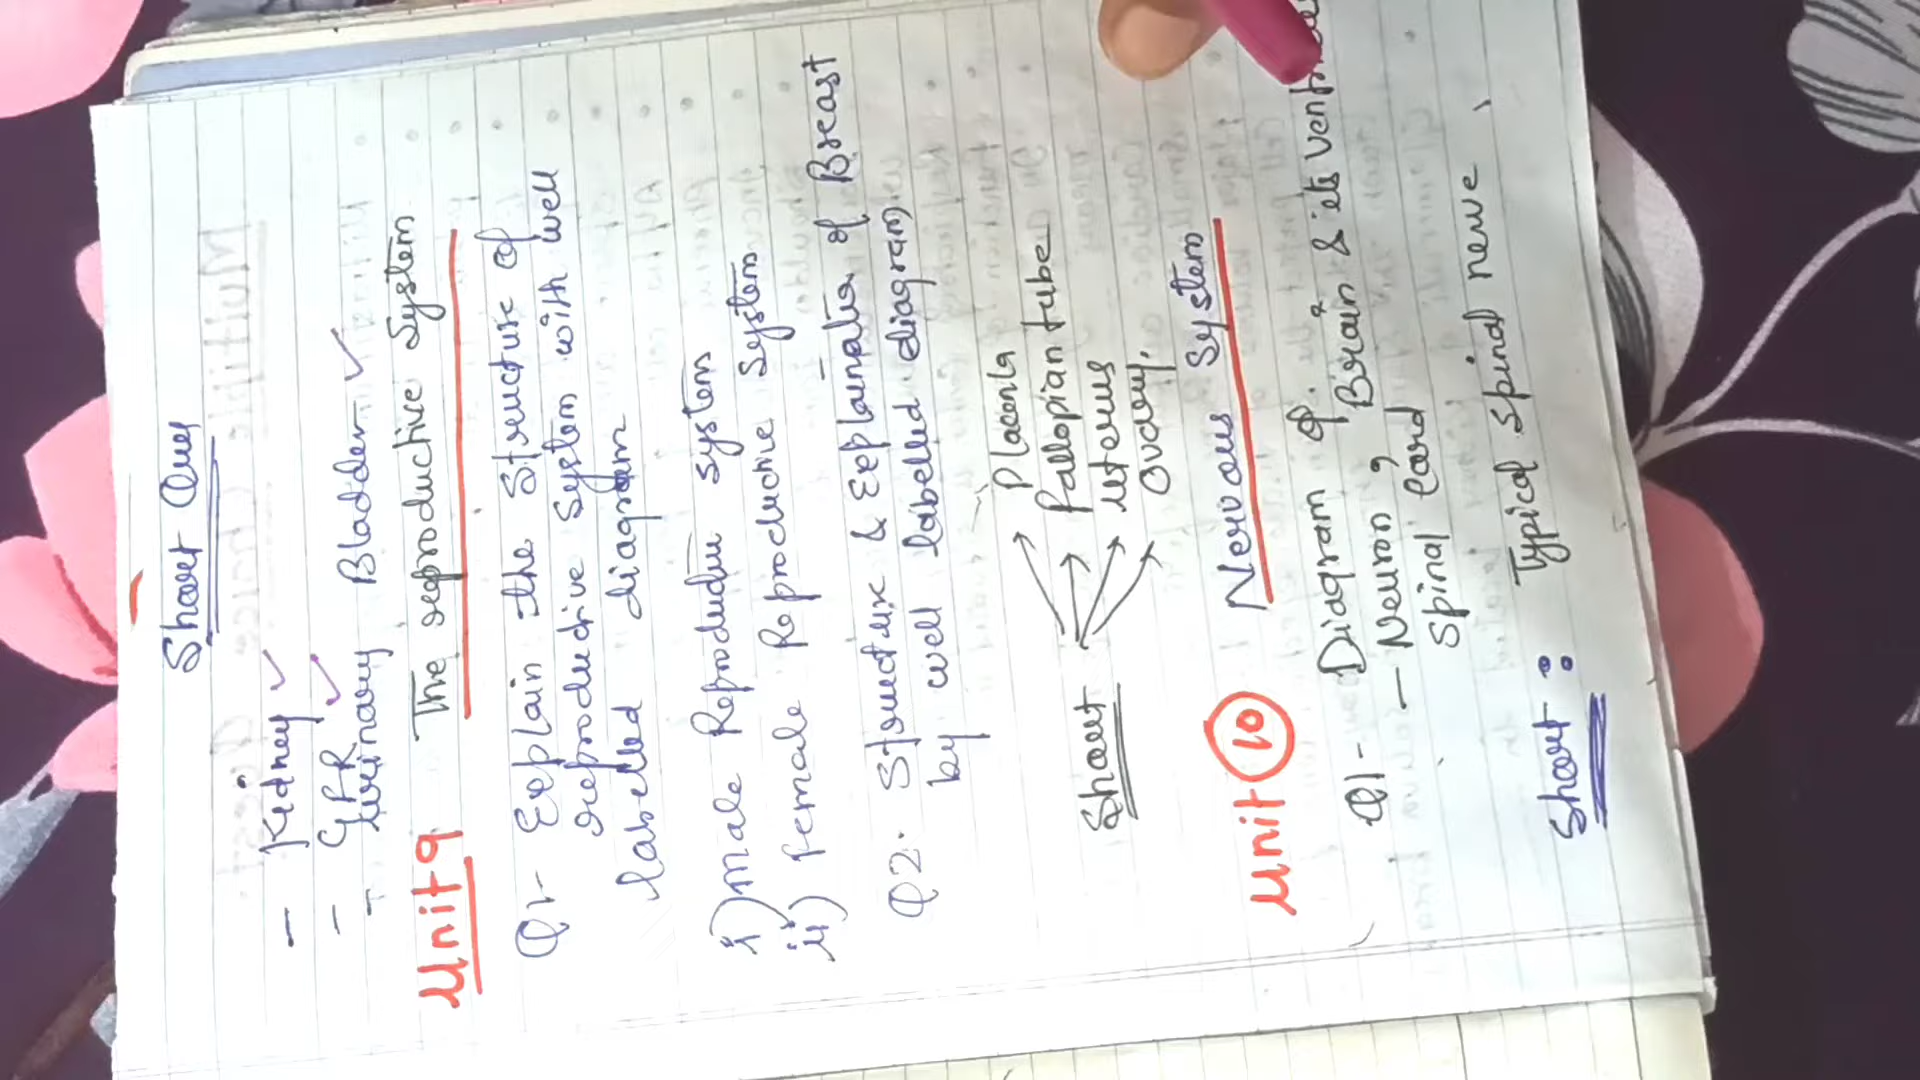 Short Ques
- Kidney ✓
- GFR ✓
- Urinary Bladder ✓
Unit 9 The reproductive System
Q1- Explain the Structure of
reproductive System with well
labelled diagram
i) Male Reproductive System
ii) Female Reproductive System
Q2. Structure & of Breast
by well labelled diagram.
Short → Placenta
→ Fallopian tube
→ uterus
→ Ovary.
Unit 10 Nervous System
Q1- Diagram of.
- Neuron, Brain & its
Spinal Cord
Short : Typical Spinal nerve